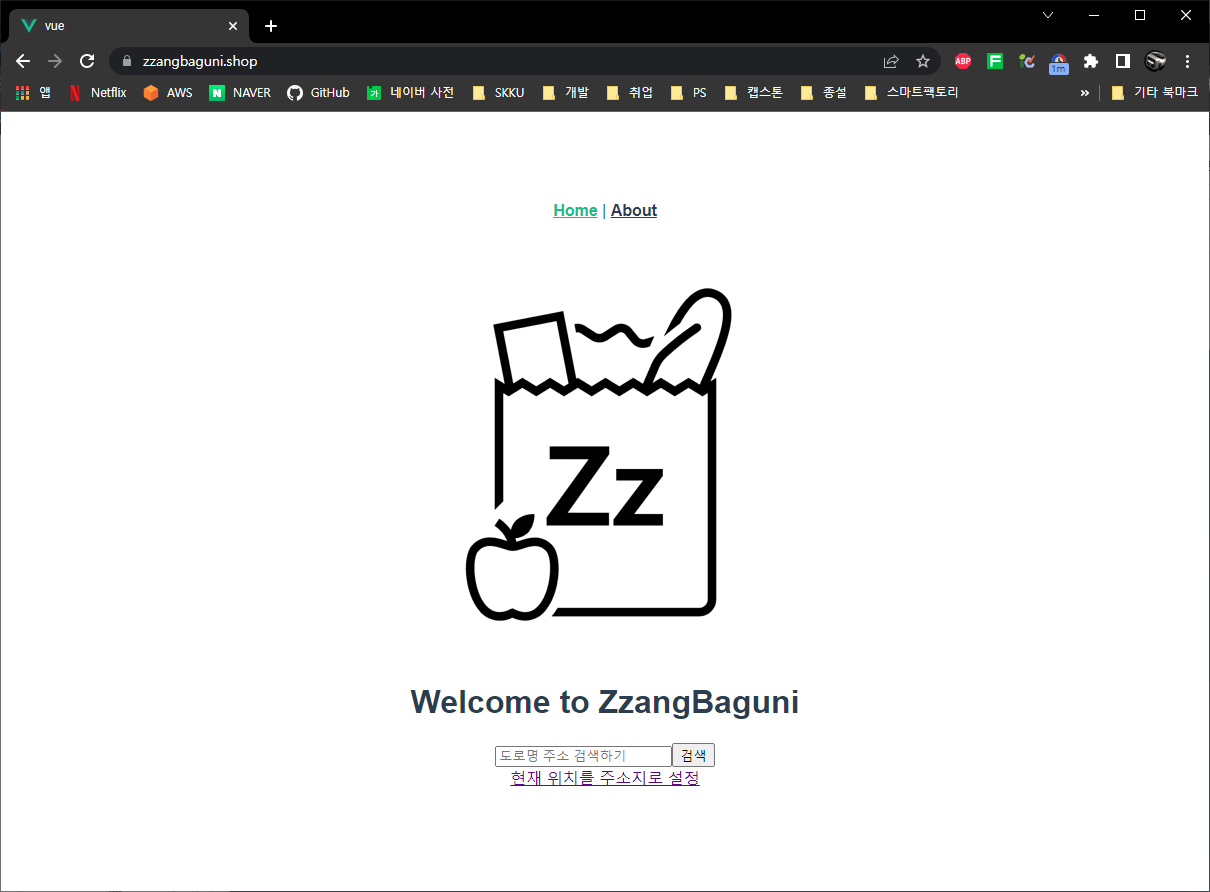 vue
zzangbaguni.shop
ABP
F
1m
앱 Netflix AWS N NAVER GitHub 가 네이버 사전 SKKU 개발 취업 PS 캡스톤 종설 스마트팩토리 » 기타 북마크
Home | About
Zz
Welcome to ZzangBaguni
도로명 주소 검색하기 검색
현재 위치를 주소지로 설정